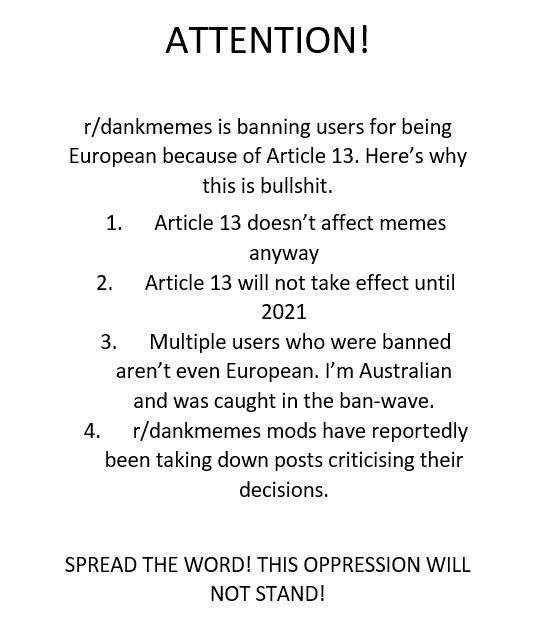 ATTENTION!
r/dankmemes is banning users for being
European because of Article 13. Here’s why
this is bullshit.
1. Article 13 doesn’t affect memes
anyway
2. Article 13 will not take effect until
2021
3. Multiple users who were banned
aren’t even European. I’m Australian
and was caught in the ban-wave.
4. r/dankmemes mods have reportedly
been taking down posts criticising their
decisions.
SPREAD THE WORD! THIS OPPRESSION WILL
NOT STAND!